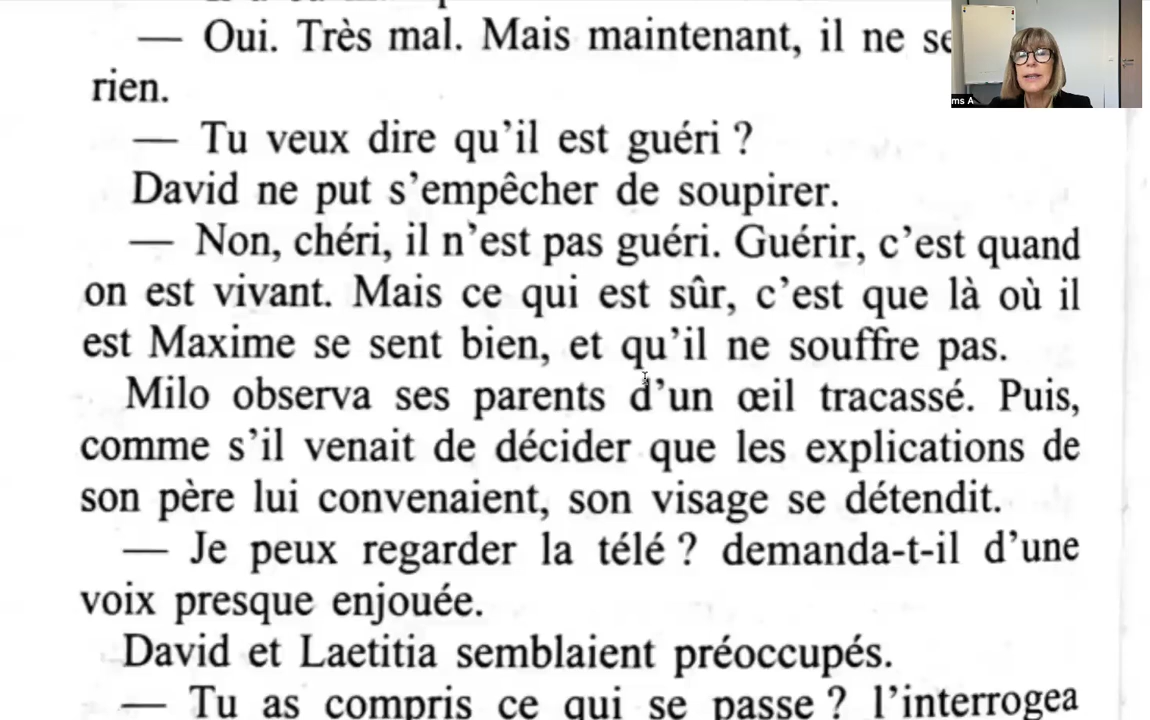 — Oui. Très mal. Mais maintenant, il ne
rien.
— Tu veux dire qu’il est guéri ?
David ne put s’empêcher de soupirer.
— Non, chéri, il n’est pas guéri. Guérir, c’est quand
on est vivant. Mais ce qui est sûr, c’est que là où il
est Maxime se sent bien, et qu’il ne souffre pas.
Milo observa ses parents d’un œil tracassé. Puis,
comme s’il venait de décider que les explications de
son père lui convenaient, son visage se détendit.
— Je peux regarder la télé ? demanda-t-il d’une
voix presque enjouée.
David et Laetitia semblaient préoccupés.
— Tu as compris ce qui se passe ? l’interrogea
ms A